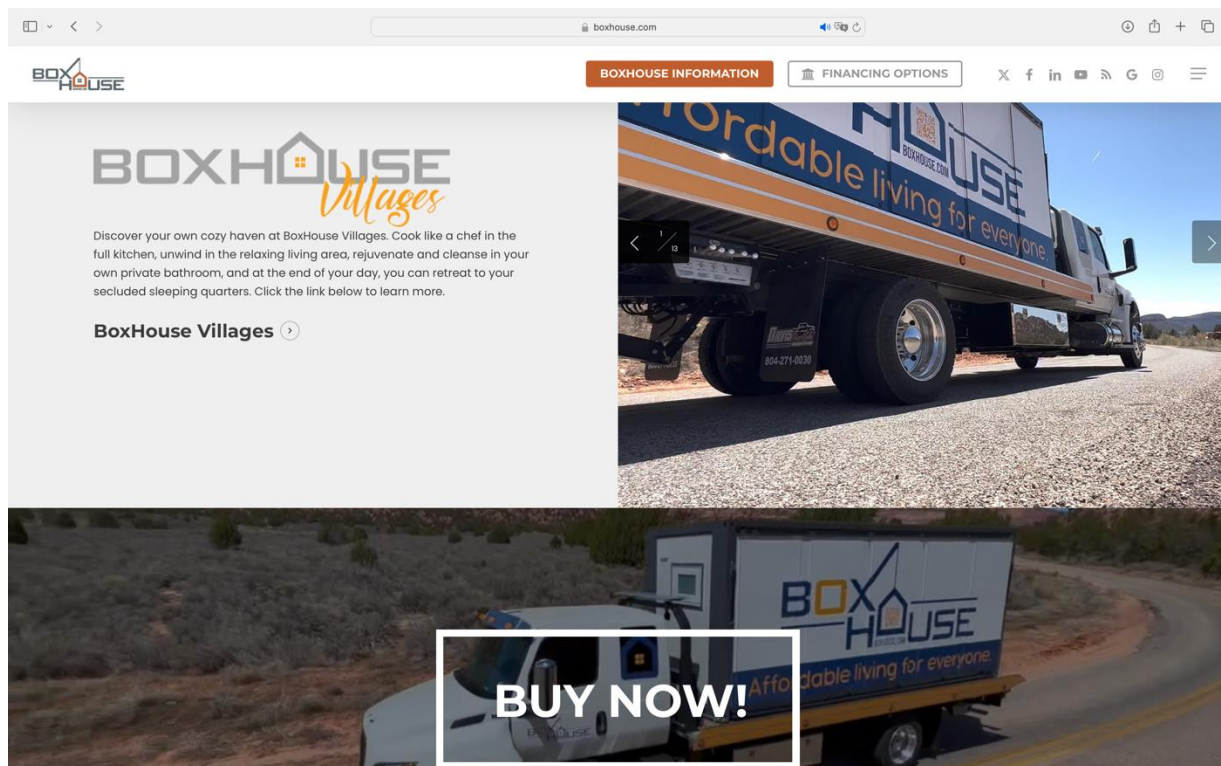 boxhouse.com
BOX HOUSE
BOXHOUSE INFORMATION
FINANCING OPTIONS
BOXHOUSE
Villages
Discover your own cozy haven at BoxHouse Villages. Cook like a chef in the
full kitchen, unwind in the relaxing living area, rejuvenate and cleanse in your
own private bathroom, and at the end of your day, you can retreat to your
secluded sleeping quarters. Click the link below to learn more.
BoxHouse Villages
HOUSE
BOXHOUSE.COM
ffordable living for everyone.
1/13
804-271-0030
BOX HOUSE
Affordable living for everyone.
BUY NOW!
BOXHOUSE